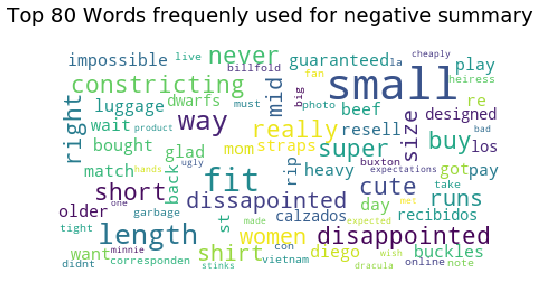 Top 80 Words frequenly used for negative summary
impossible live never guaranteed la cheaply
billfold fan play heiress
constricting mid small
luggage dwarfs must big photo beef re designed
right wait product way really resell size buy bad los
bought glad mom straps super
match hands back ugly rip heavy buxton expectations got pay
short fit cute take runs
older one garbage dissapointed day met
st calzados recibidos
tight length made women con expected disappointed
want minnie shirt diego wish buckles
didnt corresponden vietnam online note
stinks dracula